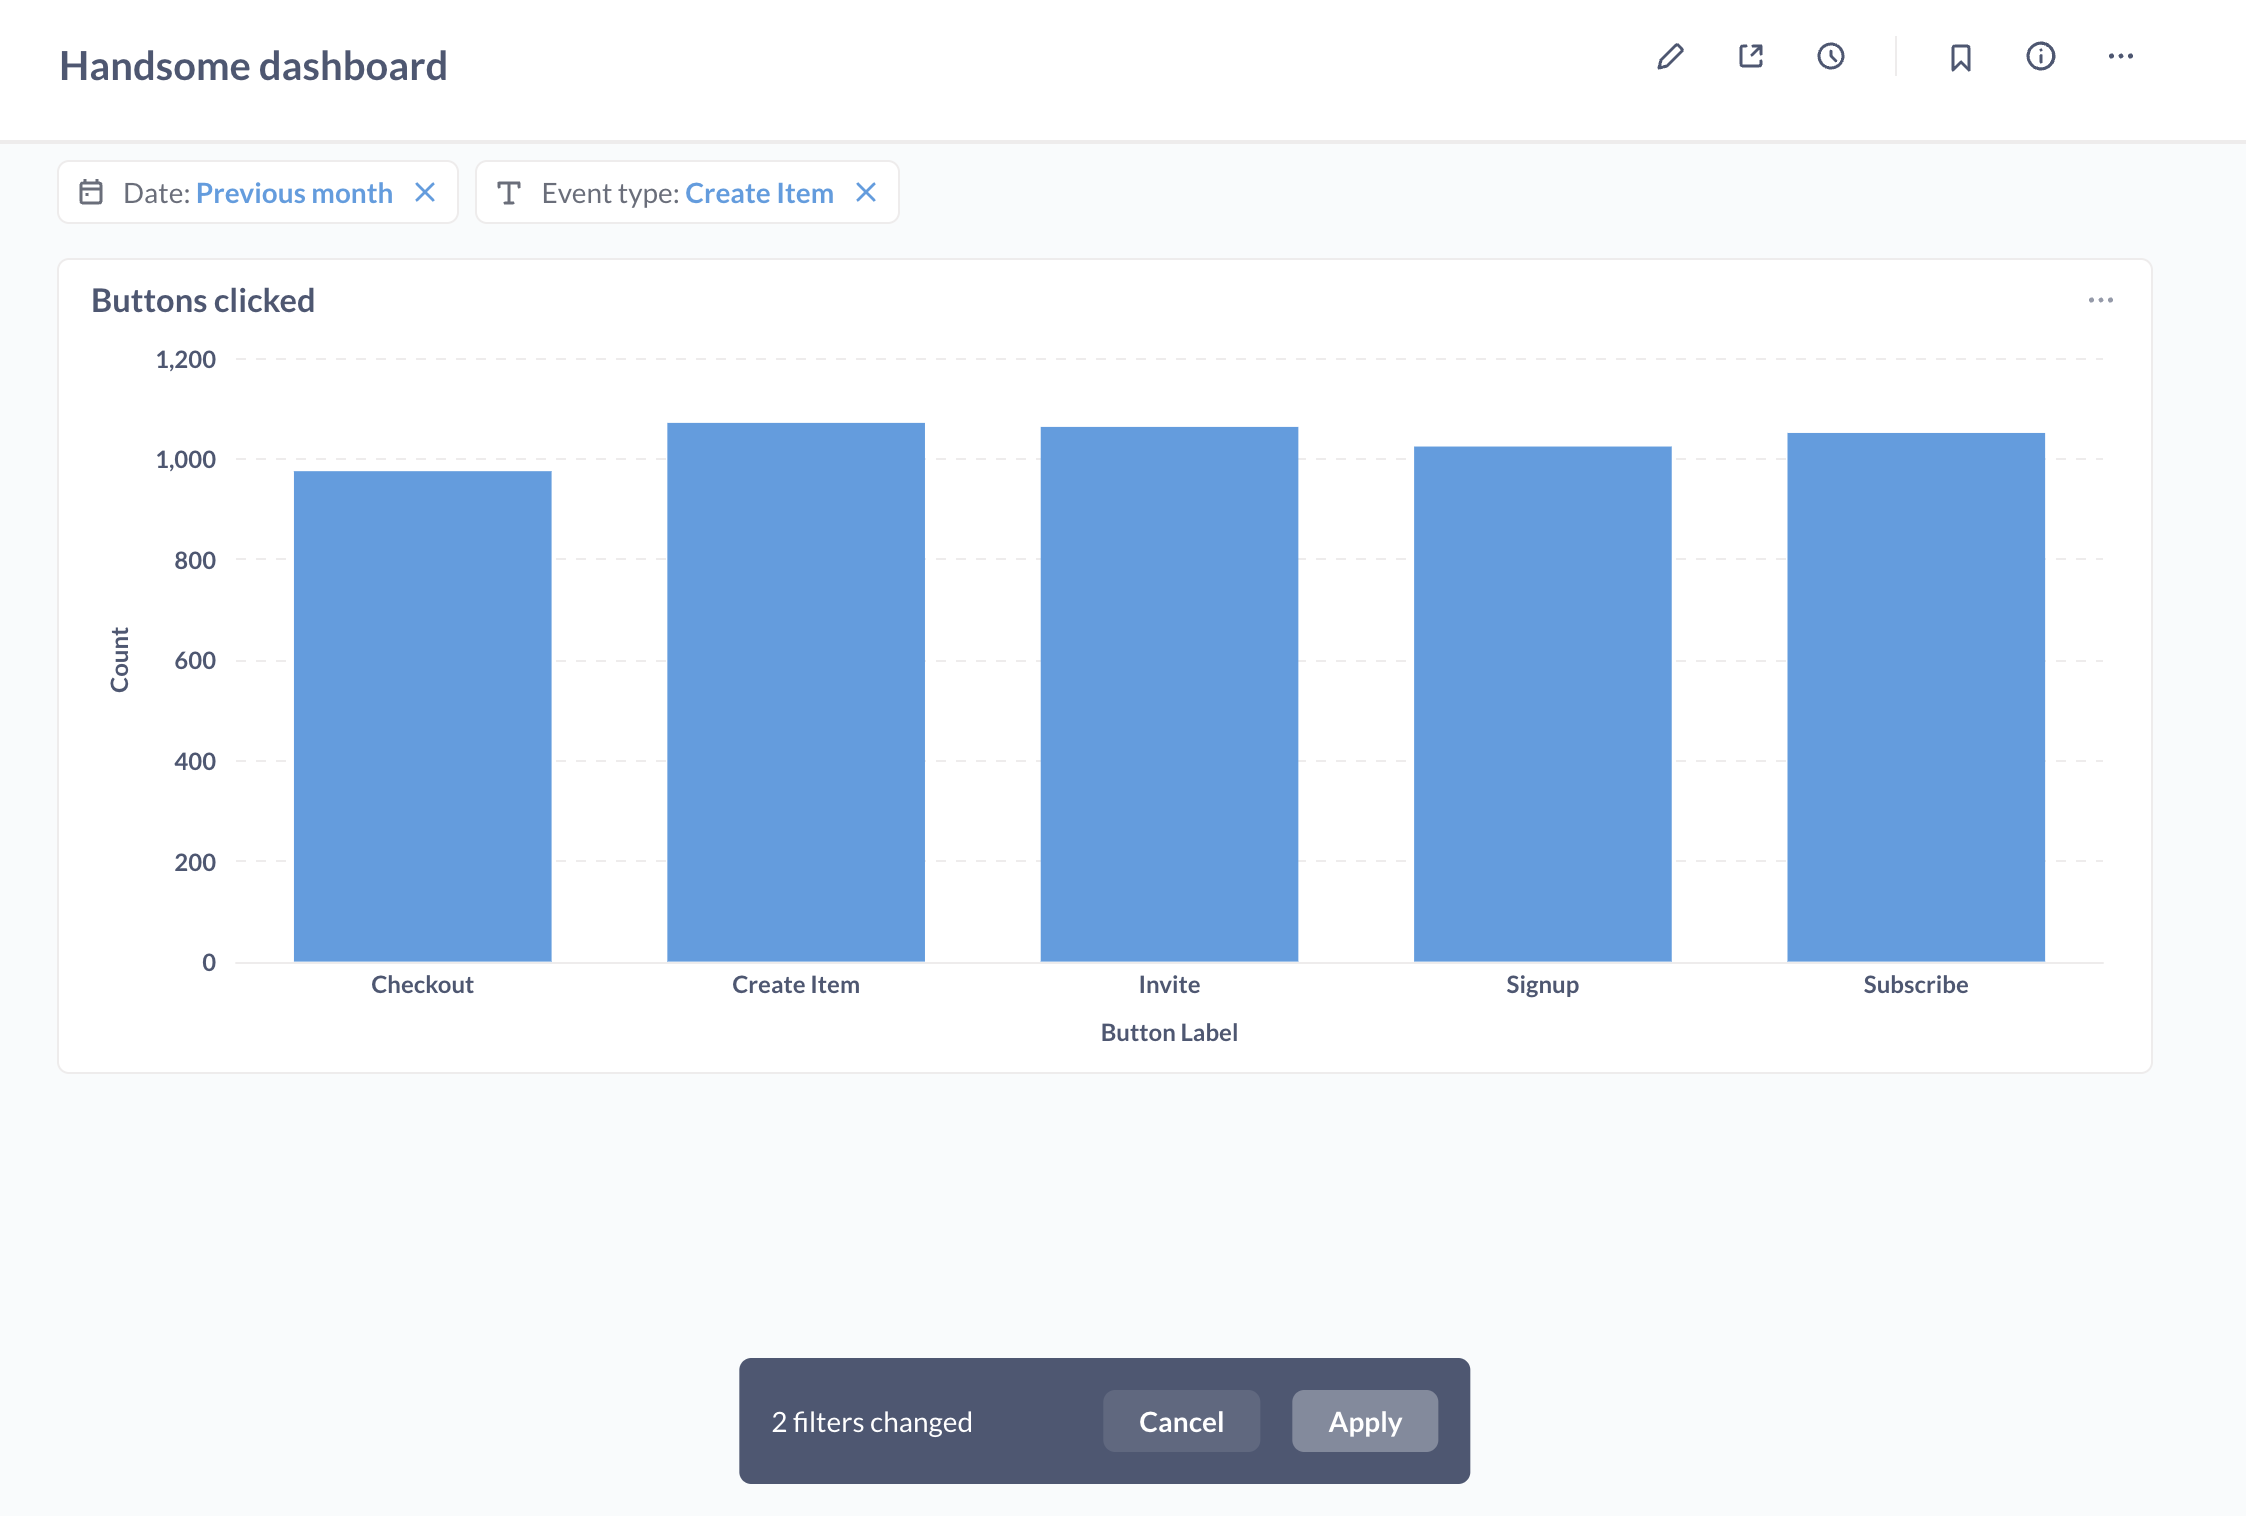 Handsome dashboard
Date: Previous month
Event type: Create Item
Buttons clicked
1,200
1,000
800
600
400
200
0
Count
Checkout
Create Item
Invite
Signup
Subscribe
Button Label
2 filters changed
Cancel
Apply